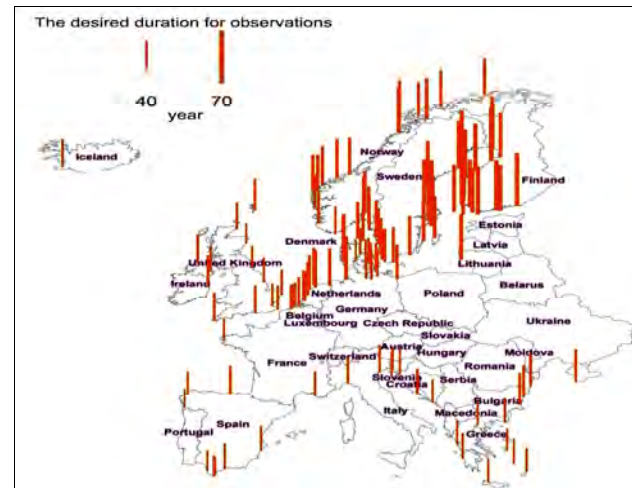 The desired duration for observations
40 70
year
Iceland
Norway
Sweden
Finland
Estonia
Denmark
Latvia
United Kingdom
Lithuania
Ireland
Belarus
Netherlands
Poland
Germany
Belgium
Ukraine
Luxembourg Czech Republic
Slovakia
Austria
Switzerland
Hungary
Moldova
France
Romania
Slovenia
Croatia
Serbia
Bulgaria
Italy
Macedonia
Portugal
Spain
Greece